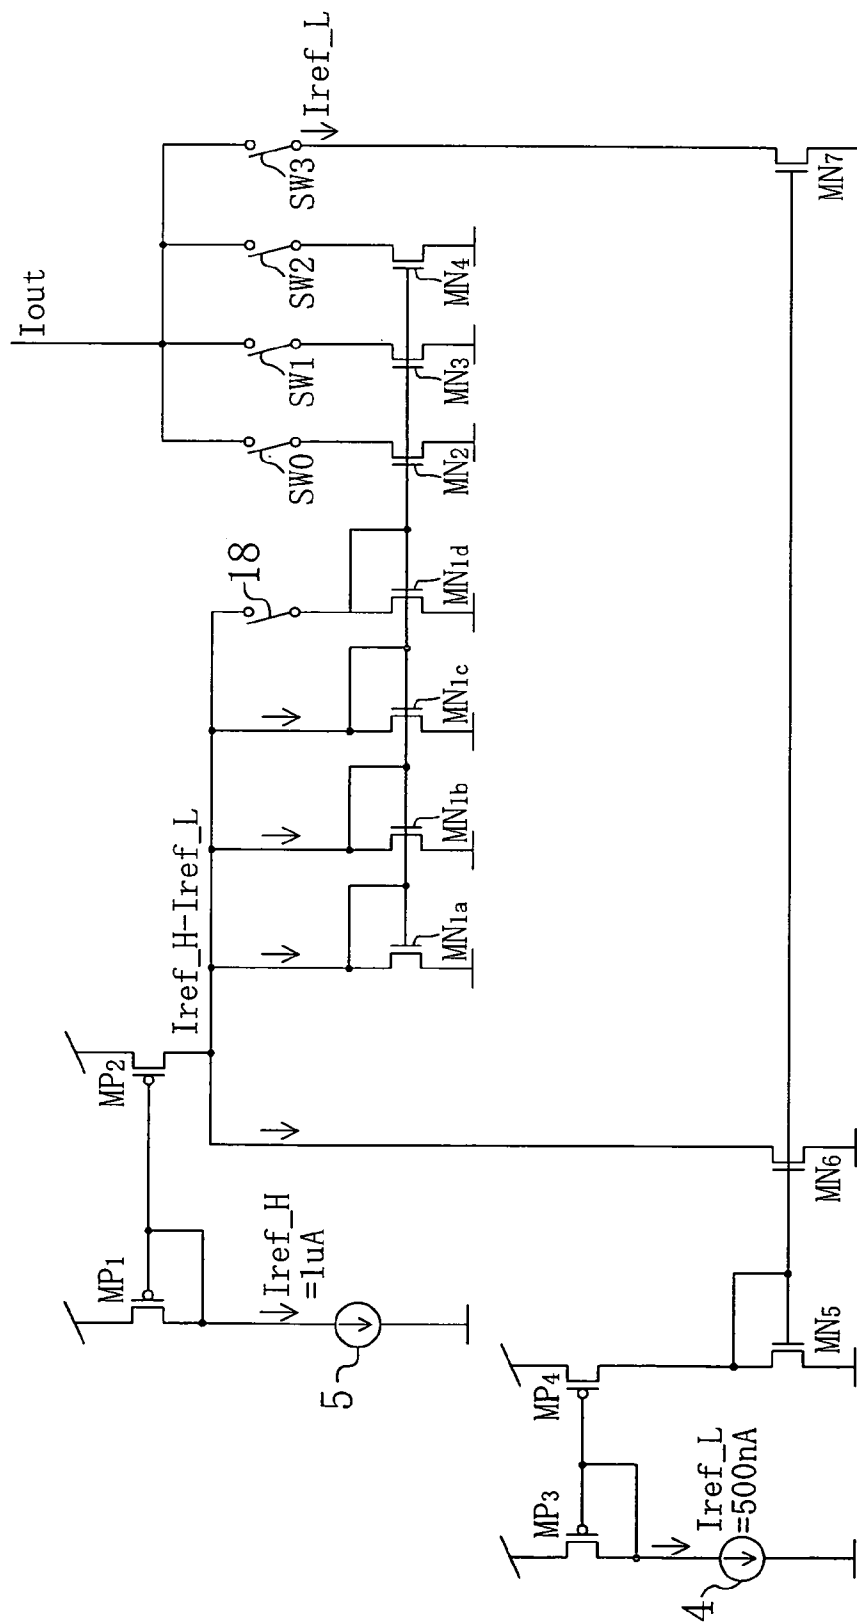 Iout
SW0
SW1
SW2
SW3
Iref_L
18
MP1
MP2
Iref_H-Iref_L
Iref_H
=1uA
5
MN1a
MN1b
MN1c
MN1d
MN2
MN3
MN4
MP3
MP4
Iref_L
=500nA
4
MN5
MN6
MN7